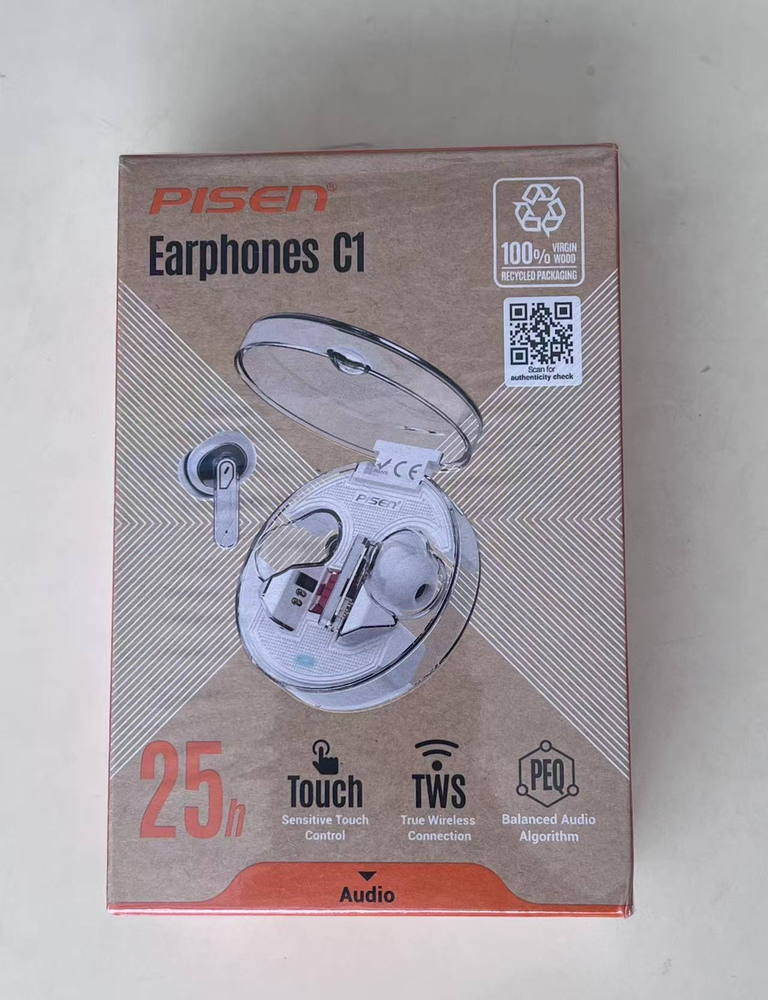 PISEN®
Earphones C1
100% VIRGIN WOOD
RECYCLED PACKAGING
Scan for
authenticity check
CE
PISEN
25h
Touch
Sensitive Touch
Control
TWS
True Wireless
Connection
PEQ
Balanced Audio
Algorithm
Audio